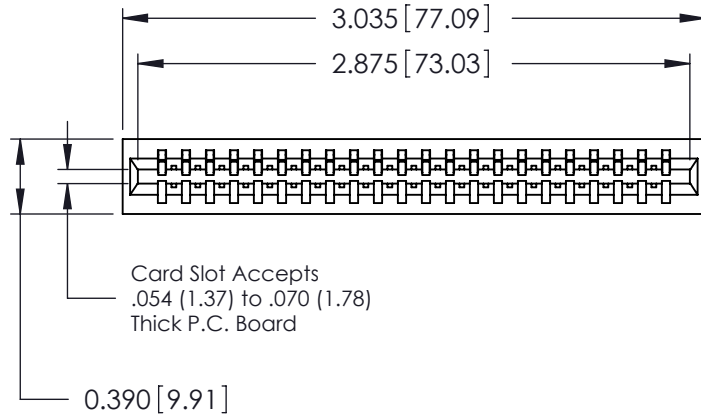 3.035 [77.09]
2.875 [73.03]
Card Slot Accepts
.054 (1.37) to .070 (1.78)
Thick P.C. Board
0.390 [9.91]